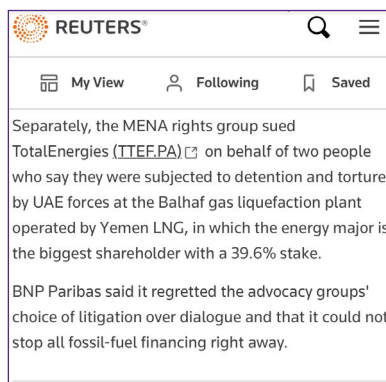 REUTERS®
My View Following Saved
Separately, the MENA rights group sued
TotalEnergies (TTEF.PA) on behalf of two people
who say they were subjected to detention and torture
by UAE forces at the Balhaf gas liquefaction plant
operated by Yemen LNG, in which the energy major is
the biggest shareholder with a 39.6% stake.
BNP Paribas said it regretted the advocacy groups'
choice of litigation over dialogue and that it could not
stop all fossil-fuel financing right away.